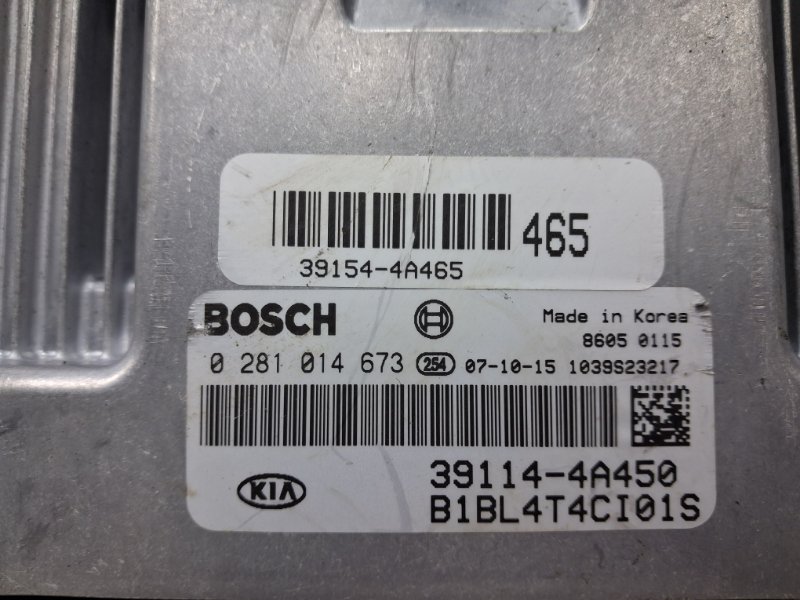 465
39154-4A465
BOSCH
Made in Korea
8605 0115
0 281 014 673 254 07-10-15 1039S23217
39114-4A450
KIA
B1BL4T4CI01S